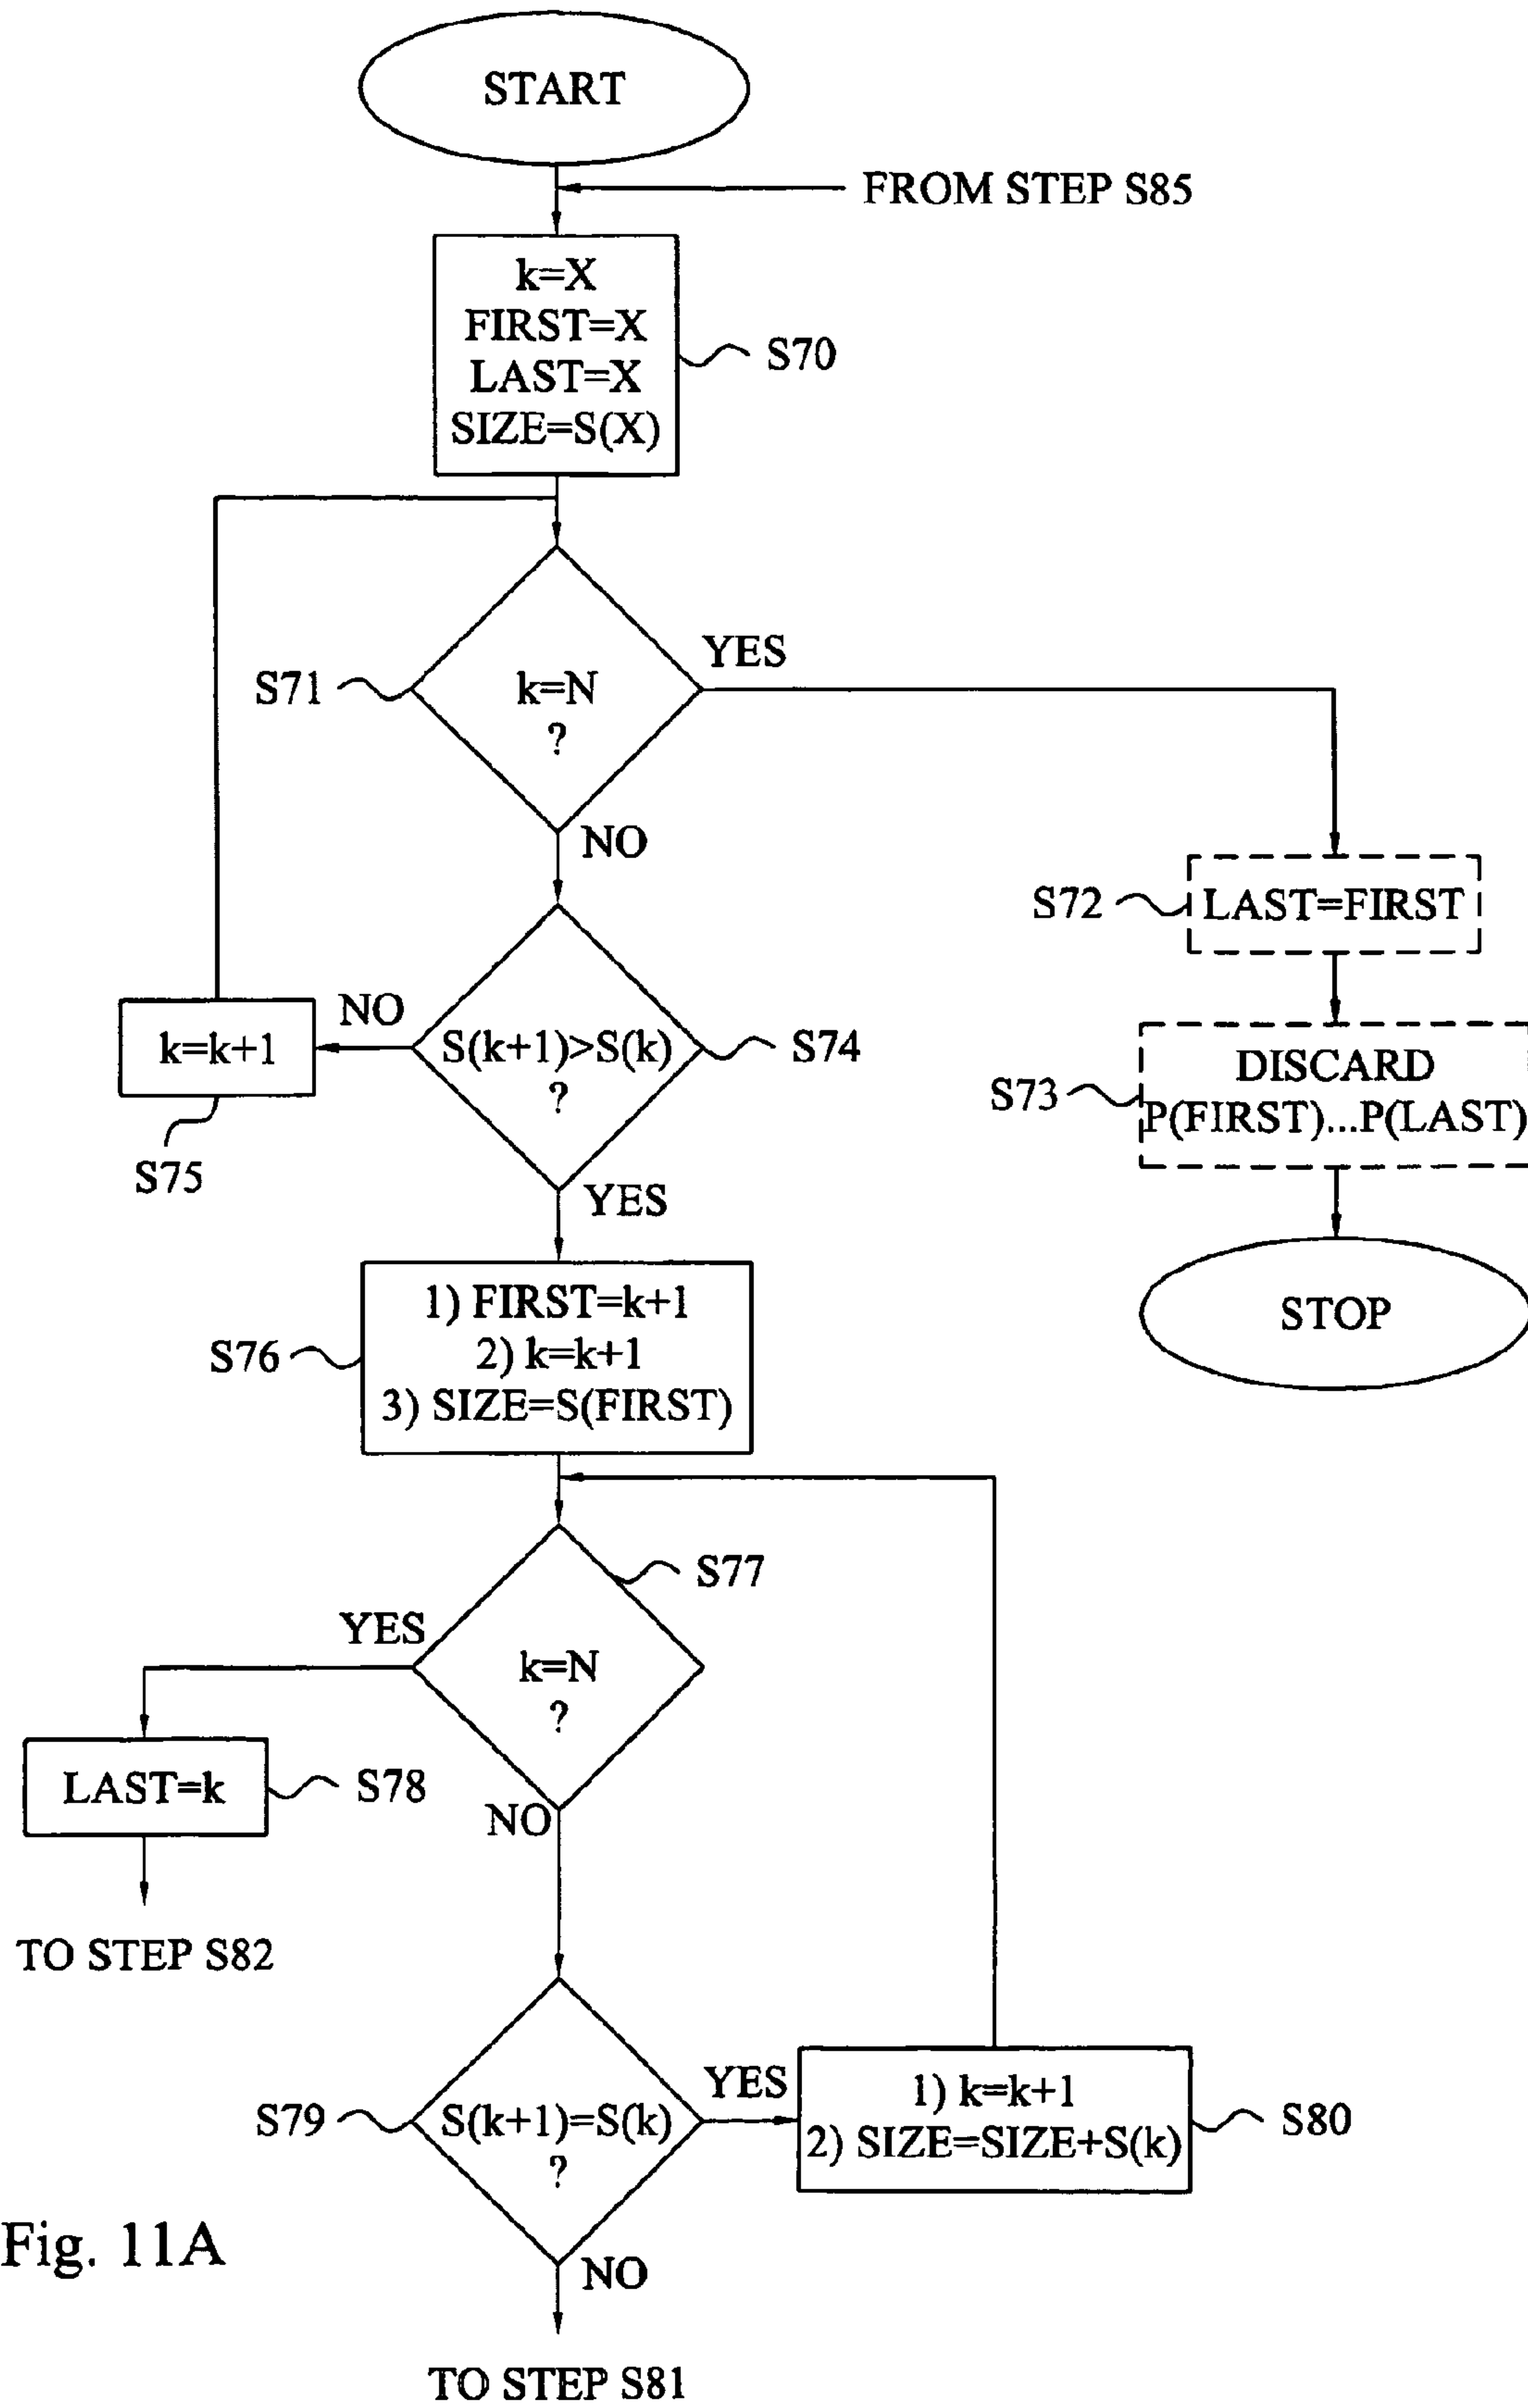 START
FROM STEP S85
k=X
FIRST=X
LAST=X
SIZE=S(X)
S70
S71
k=N
?
YES
NO
S72
LAST=FIRST
S73
DISCARD
P(FIRST)...P(LAST)
STOP
S(k+1)>S(k)
?
S74
NO
k=k+1
S75
YES
S76
1) FIRST=k+1
2) k=k+1
3) SIZE=S(FIRST)
S77
k=N
?
YES
LAST=k
S78
TO STEP S82
NO
S79
S(k+1)=S(k)
?
YES
1) k=k+1
2) SIZE=SIZE+S(k)
S80
NO
TO STEP S81
Fig. 11A